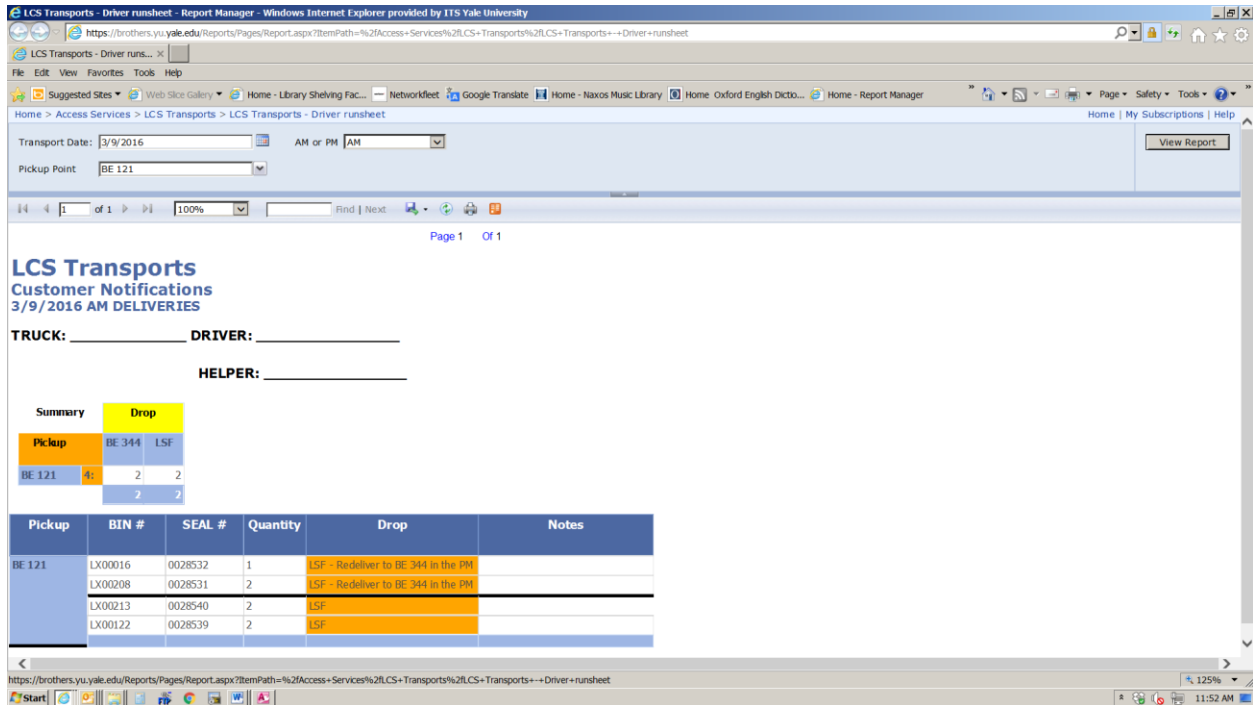 LCS Transports - Driver runsheet - Report Manager - Windows Internet Explorer provided by ITS Yale University
https://brothers.yu.yale.edu/Reports/Pages/Report.aspx?ItemPath=%2fAccess+Services%2fLCS+Transports%2fLCS+Transports+-+Driver+runsheet
LCS Transports - Driver runs...
File Edit View Favorites Tools Help
Suggested Sites Web Slice Gallery Home - Library Shelving Fac... Networkfleet Google Translate Home - Naxos Music Library Home Oxford English Dictio... Home - Report Manager Page Safety Tools
Home > Access Services > LCS Transports > LCS Transports - Driver runsheet Home | My Subscriptions | Help
Transport Date: 3/9/2016 AM or PM AM View Report
Pickup Point BE 121
1 of 1 100% Find | Next
Page 1 Of 1
LCS Transports
Customer Notifications
3/9/2016 AM DELIVERIES
TRUCK: ________________ DRIVER: ____________________
HELPER: ____________________
Summary Drop
Pickup BE 344 LSF
BE 121 4: 2 2
2 2
Pickup BIN # SEAL # Quantity Drop Notes
BE 121 LX00016 0028532 1 LSF - Redeliver to BE 344 in the PM
LX00208 0028531 2 LSF - Redeliver to BE 344 in the PM
LX00213 0028540 2 LSF
LX00122 0028539 2 LSF
https://brothers.yu.yale.edu/Reports/Pages/Report.aspx?ItemPath=%2fAccess+Services%2fLCS+Transports%2fLCS+Transports+-+Driver+runsheet 125%
Start 11:52 AM